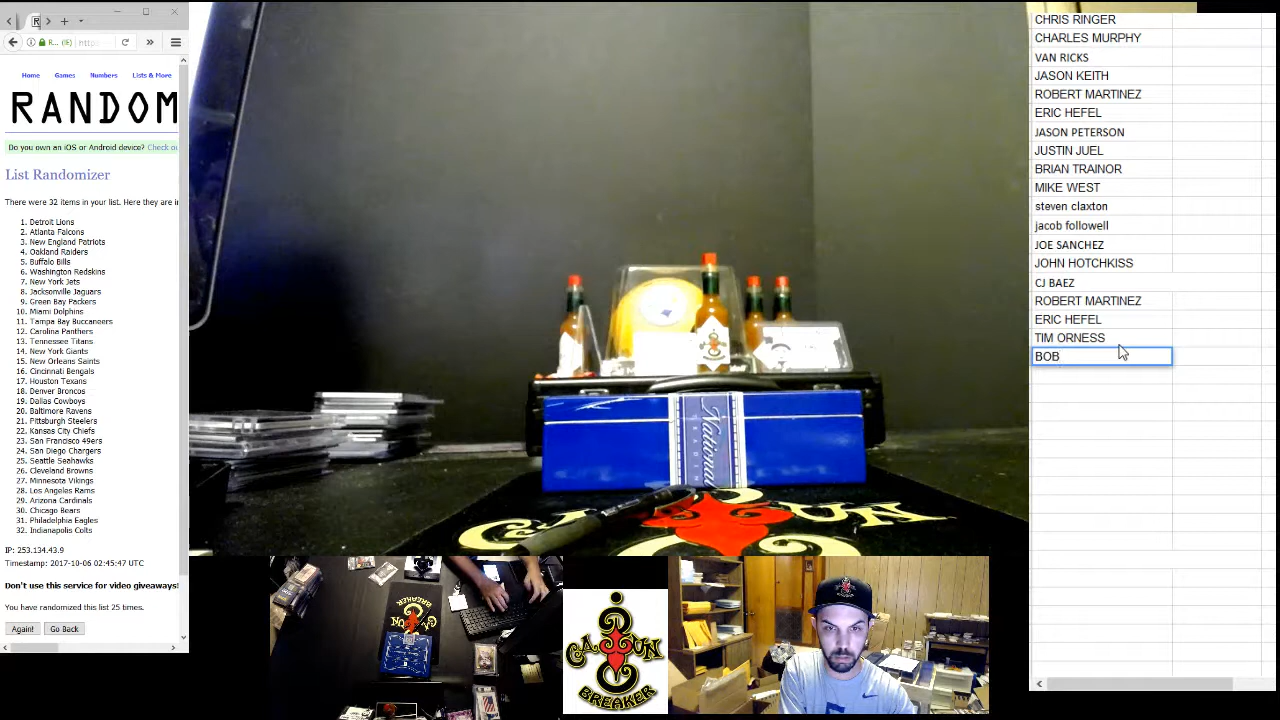 R
R... (E)
https:
Home Games Numbers Lists & More
RANDOM
Do you own an iOS or Android device? Check ou
List Randomizer
There were 32 items in your list. Here they are i
1. Detroit Lions
2. Atlanta Falcons
3. New England Patriots
4. Oakland Raiders
5. Buffalo Bills
6. Washington Redskins
7. New York Jets
8. Jacksonville Jaguars
9. Green Bay Packers
10. Miami Dolphins
11. Tampa Bay Buccaneers
12. Carolina Panthers
13. Tennessee Titans
14. New York Giants
15. New Orleans Saints
16. Cincinnati Bengals
17. Houston Texans
18. Denver Broncos
19. Dallas Cowboys
20. Baltimore Ravens
21. Pittsburgh Steelers
22. Kansas City Chiefs
23. San Francisco 49ers
24. San Diego Chargers
25. Seattle Seahawks
26. Cleveland Browns
27. Minnesota Vikings
28. Los Angeles Rams
29. Arizona Cardinals
30. Chicago Bears
31. Philadelphia Eagles
32. Indianapolis Colts
IP: 253.134.43.9
Timestamp: 2017-10-06 02:45:47 UTC
Don't use this service for video giveaways!
You have randomized this list 25 times.
Again! Go Back
National
CAJUN
CAJUN
BREAKER
CAJUN
BREAKER
CHRIS RINGER
CHARLES MURPHY
VAN RICKS
JASON KEITH
ROBERT MARTINEZ
ERIC HEFEL
JASON PETERSON
JUSTIN JUEL
BRIAN TRAINOR
MIKE WEST
steven claxton
jacob followell
JOE SANCHEZ
JOHN HOTCHKISS
CJ BAEZ
ROBERT MARTINEZ
ERIC HEFEL
TIM ORNESS
BOB